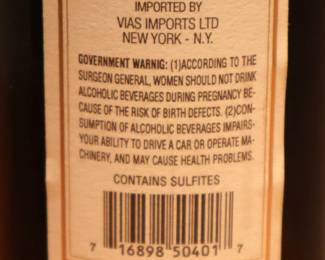 IMPORTED BY
VIAS IMPORTS LTD
NEW YORK - N.Y.
GOVERNMENT WARNIG: (1)ACCORDING TO THE
SURGEON GENERAL, WOMEN SHOULD NOT DRINK
ALCOHOLIC BEVERAGES DURING PREGNANCY BE-
CAUSE OF THE RISK OF BIRTH DEFECTS. (2)CON-
SUMPTION OF ALCOHOLIC BEVERAGES IMPAIRS-
YOUR ABILITY TO DRIVE A CAR OR OPERATE MA-
CHINERY, AND MAY CAUSE HEALTH PROBLEMS.
CONTAINS SULFITES
7 16898 50401 7